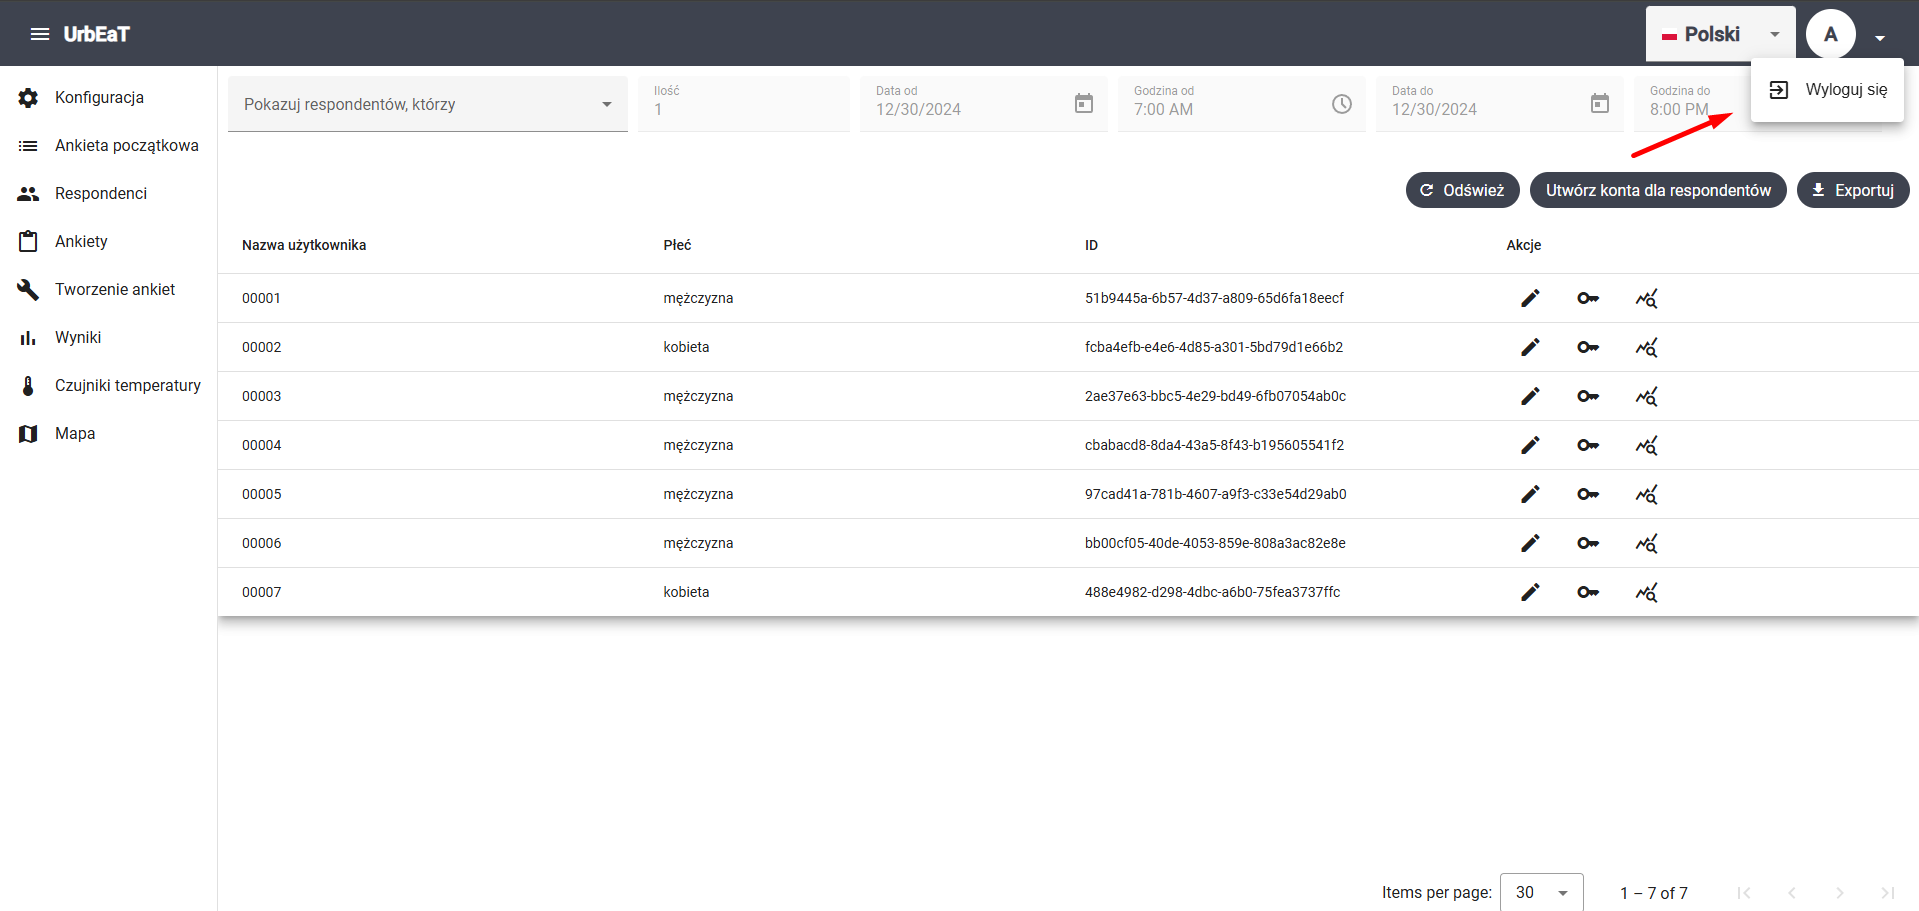 UrbEaT
Polski
A
Wyloguj się
Konfiguracja
Ankieta początkowa
Respondenci
Ankiety
Tworzenie ankiet
Wyniki
Czujniki temperatury
Mapa
Pokazuj respondentów, którzy
Ilość
1
Data od
12/30/2024
Godzina od
7:00 AM
Data do
12/30/2024
Godzina do
8:00 PM
Odśwież
Utwórz konta dla respondentów
Exportuj
Nazwa użytkownika Płeć ID Akcje
00001 mężczyzna 51b9445a-6b57-4d37-a809-65d6fa18eecf
00002 kobieta fcba4efb-e4e6-4d85-a301-5bd79d1e66b2
00003 mężczyzna 2ae37e63-bbc5-4e29-bd49-6fb07054ab0c
00004 mężczyzna cbabacd8-8da4-43a5-8f43-b195605541f2
00005 mężczyzna 97cad41a-781b-4607-a9f3-c33e54d29ab0
00006 mężczyzna bb00cf05-40de-4053-859e-808a3ac82e8e
00007 kobieta 488e4982-d298-4dbc-a6b0-75fea3737ffc
Items per page: 30 1 – 7 of 7